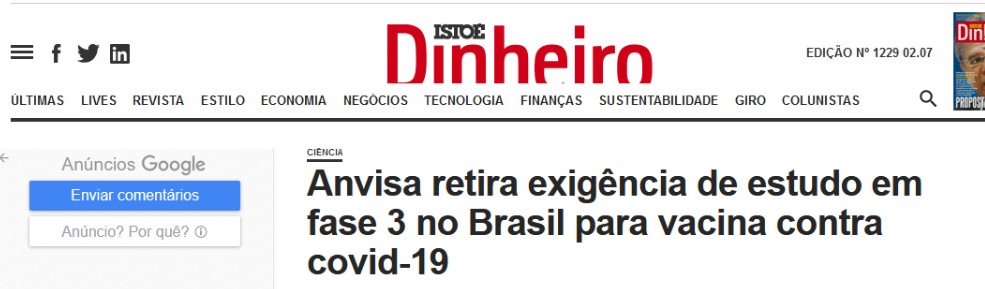 ISTOÉ
Dinheiro
EDIÇÃO Nº 1229 02.07
Din
PROPOST
ÚLTIMAS LIVES REVISTA ESTILO ECONOMIA NEGÓCIOS TECNOLOGIA FINANÇAS SUSTENTABILIDADE GIRO COLUNISTAS
Anúncios Google
Enviar comentários
Anúncio? Por quê?
CIÊNCIA
Anvisa retira exigência de estudo em
fase 3 no Brasil para vacina contra
covid-19